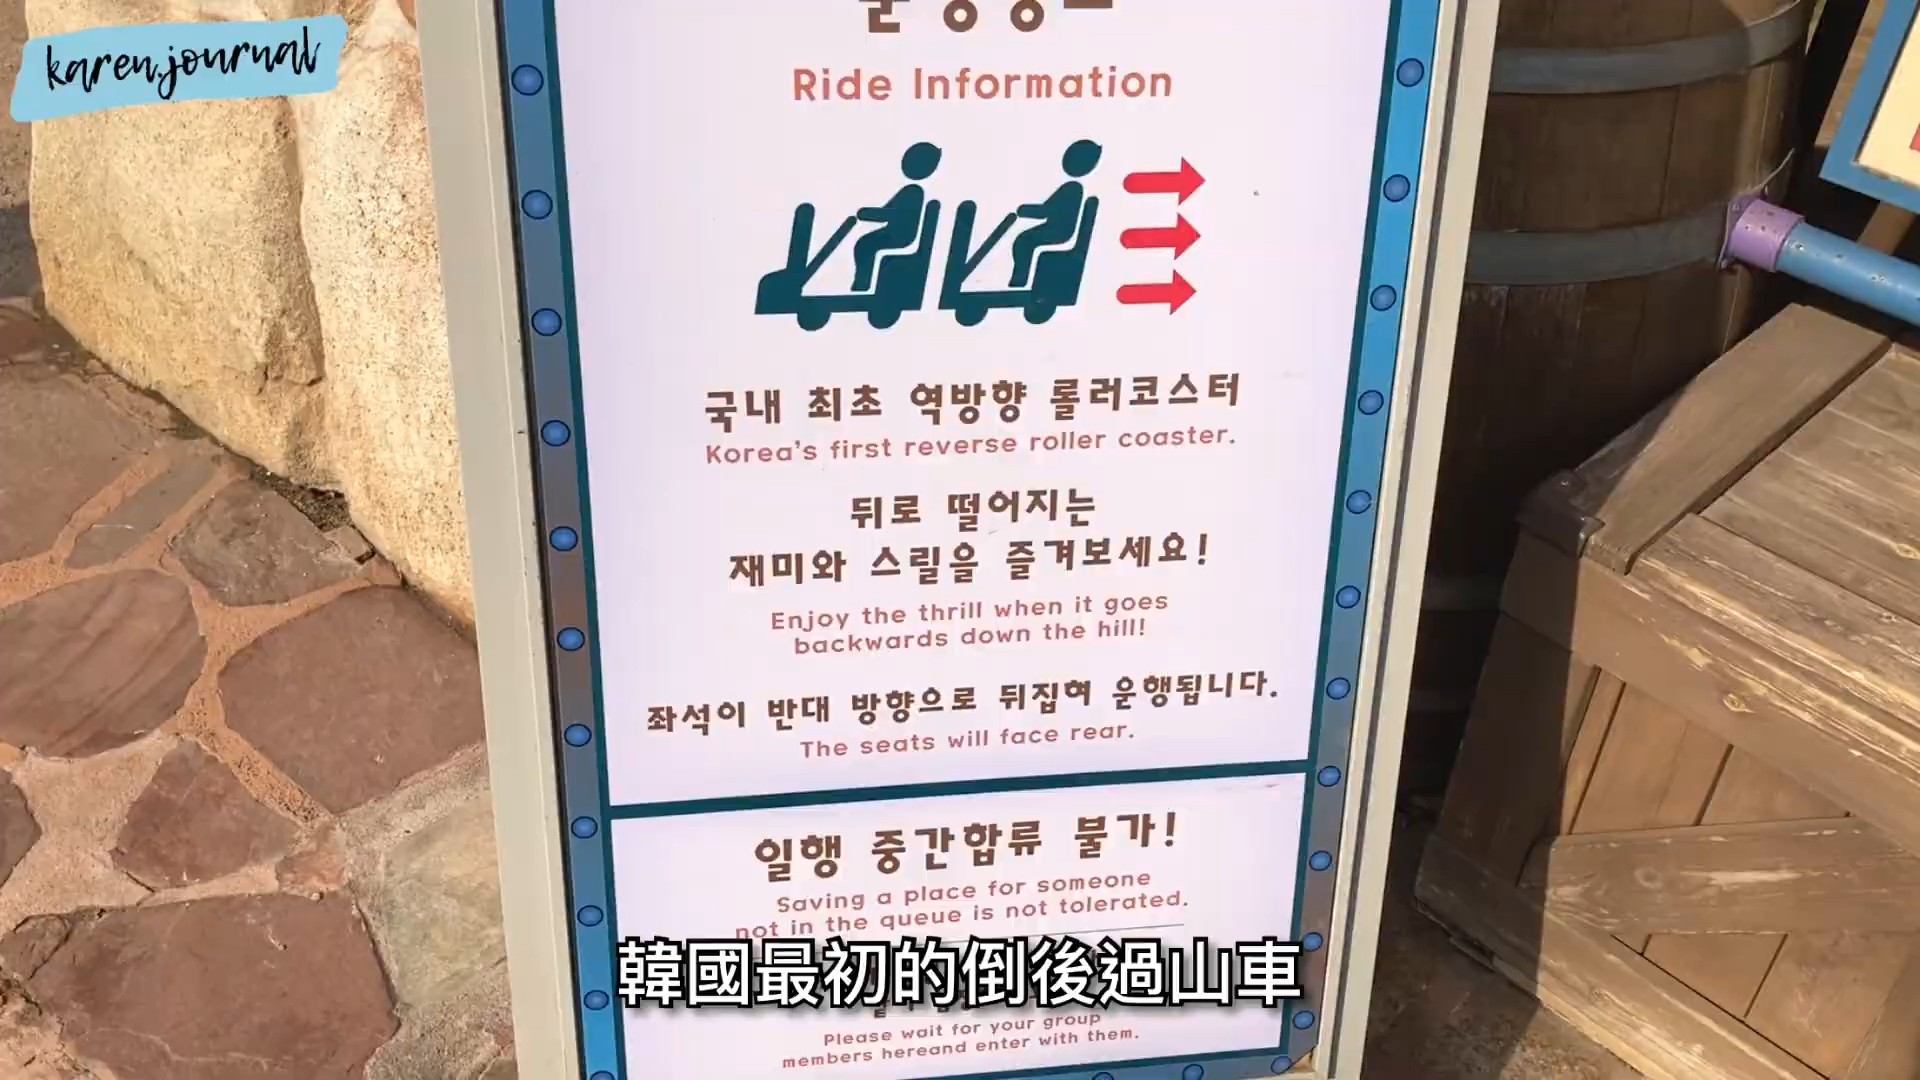 karen.journal
Ride Information
국내 최초 역방향 롤러코스터
Korea's first reverse roller coaster.
뒤로 떨어지는
재미와 스릴을 즐겨보세요!
Enjoy the thrill when it goes
backwards down the hill!
좌석이 반대 방향으로 뒤집혀 운행됩니다.
The seats will face rear.
일행 중간합류 불가!
Saving a place for someone
not in the queue is not tolerated.
韓國最初的倒後過山車
Please wait for your group
members hereand enter with them.